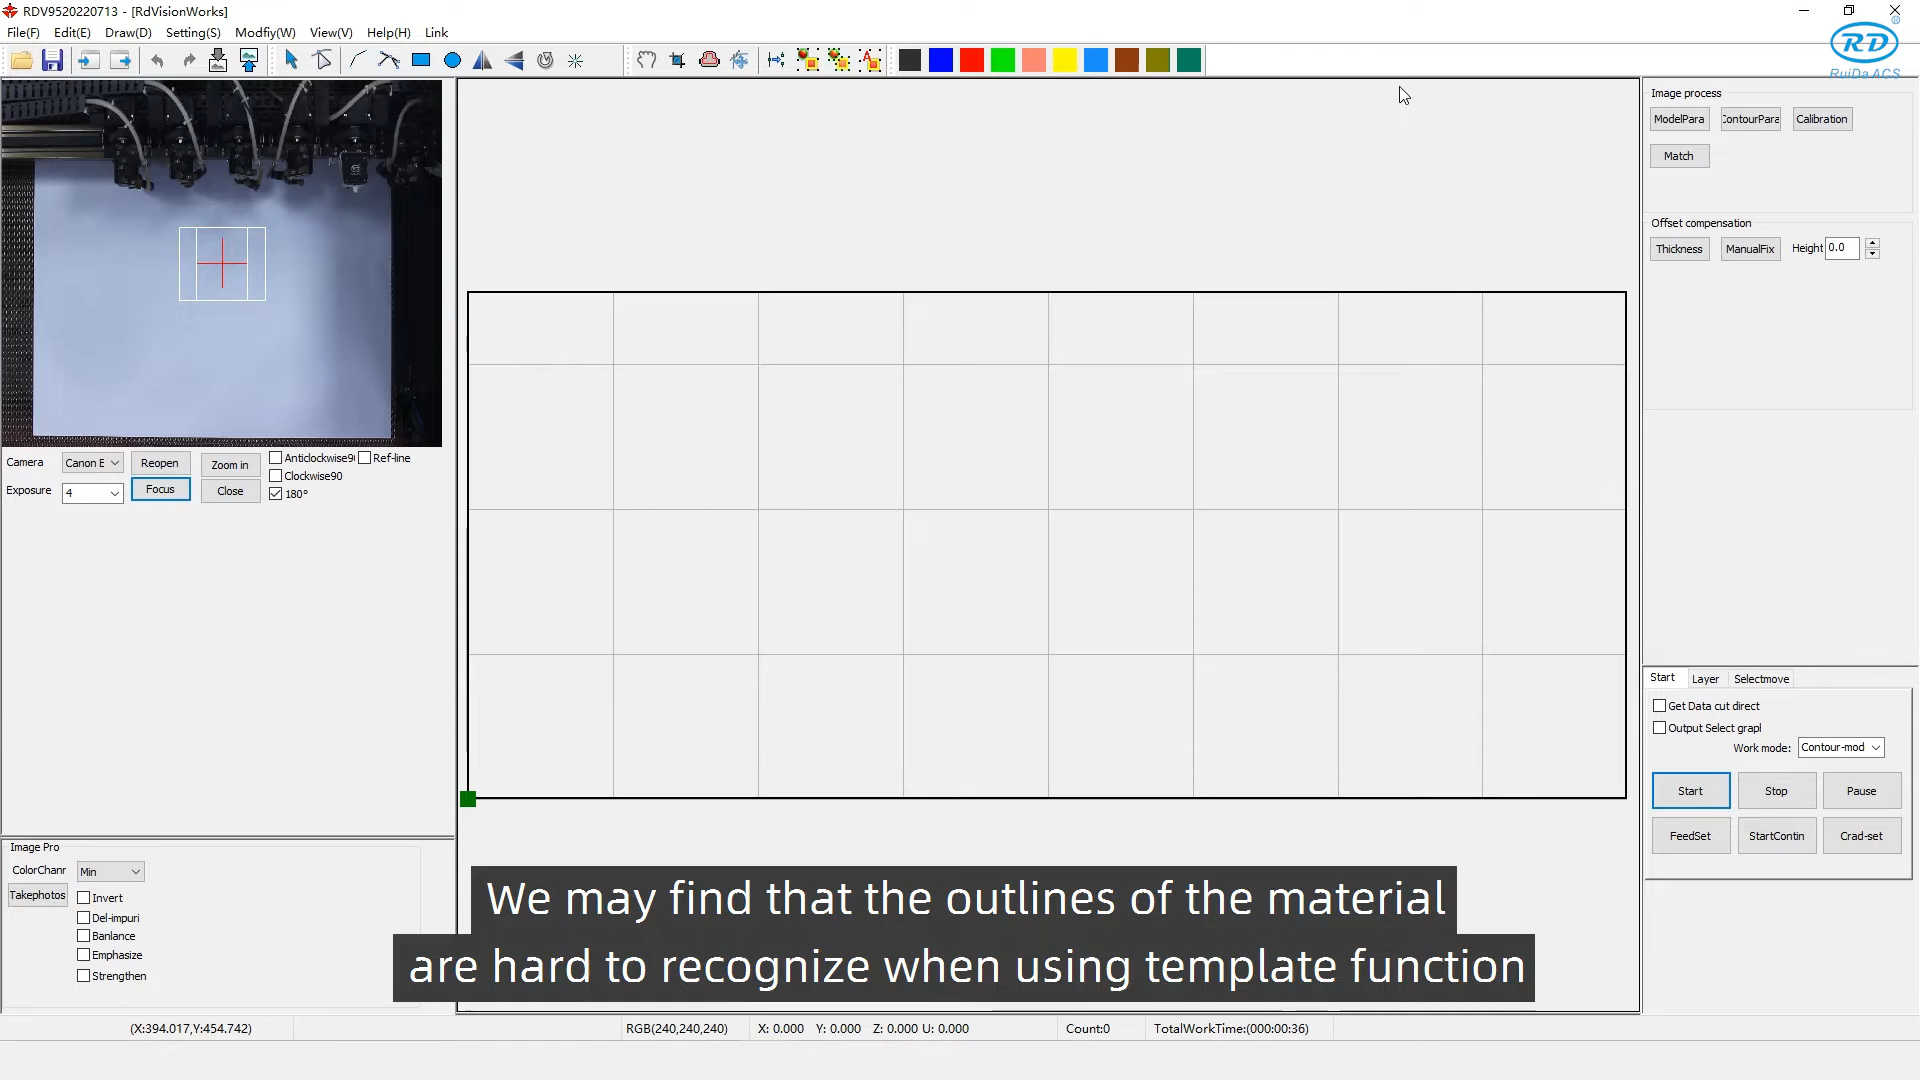 RDV9520220713 - [RdVisionWorks]
File(F) Edit(E) Draw(D) Setting(S) Modfiy(W) View(V) Help(H) Link
RD
RuiDa ACS
Image process
ModelPara ContourPara Calibration
Match
Offset compensation
Thickness ManualFix Height 0.0
Camera Canon E Reopen Zoom in Anticlockwise9 Ref-line
Clockwise90
Exposure 4 Focus Close 180°
Start Layer Selectmove
Get Data cut direct
Output Select grapl
Work mode: Contour-mod
Start Stop Pause
FeedSet StartContin Crad-set
Image Pro
ColorChanr Min
Takephotos Invert
Del-impuri
Banlance
Emphasize
Strengthen
We may find that the outlines of the material
are hard to recognize when using template function
(X:394.017,Y:454.742) RGB(240,240,240) X: 0.000 Y: 0.000 Z: 0.000 U: 0.000 Count:0 TotalWorkTime:(000:00:36)